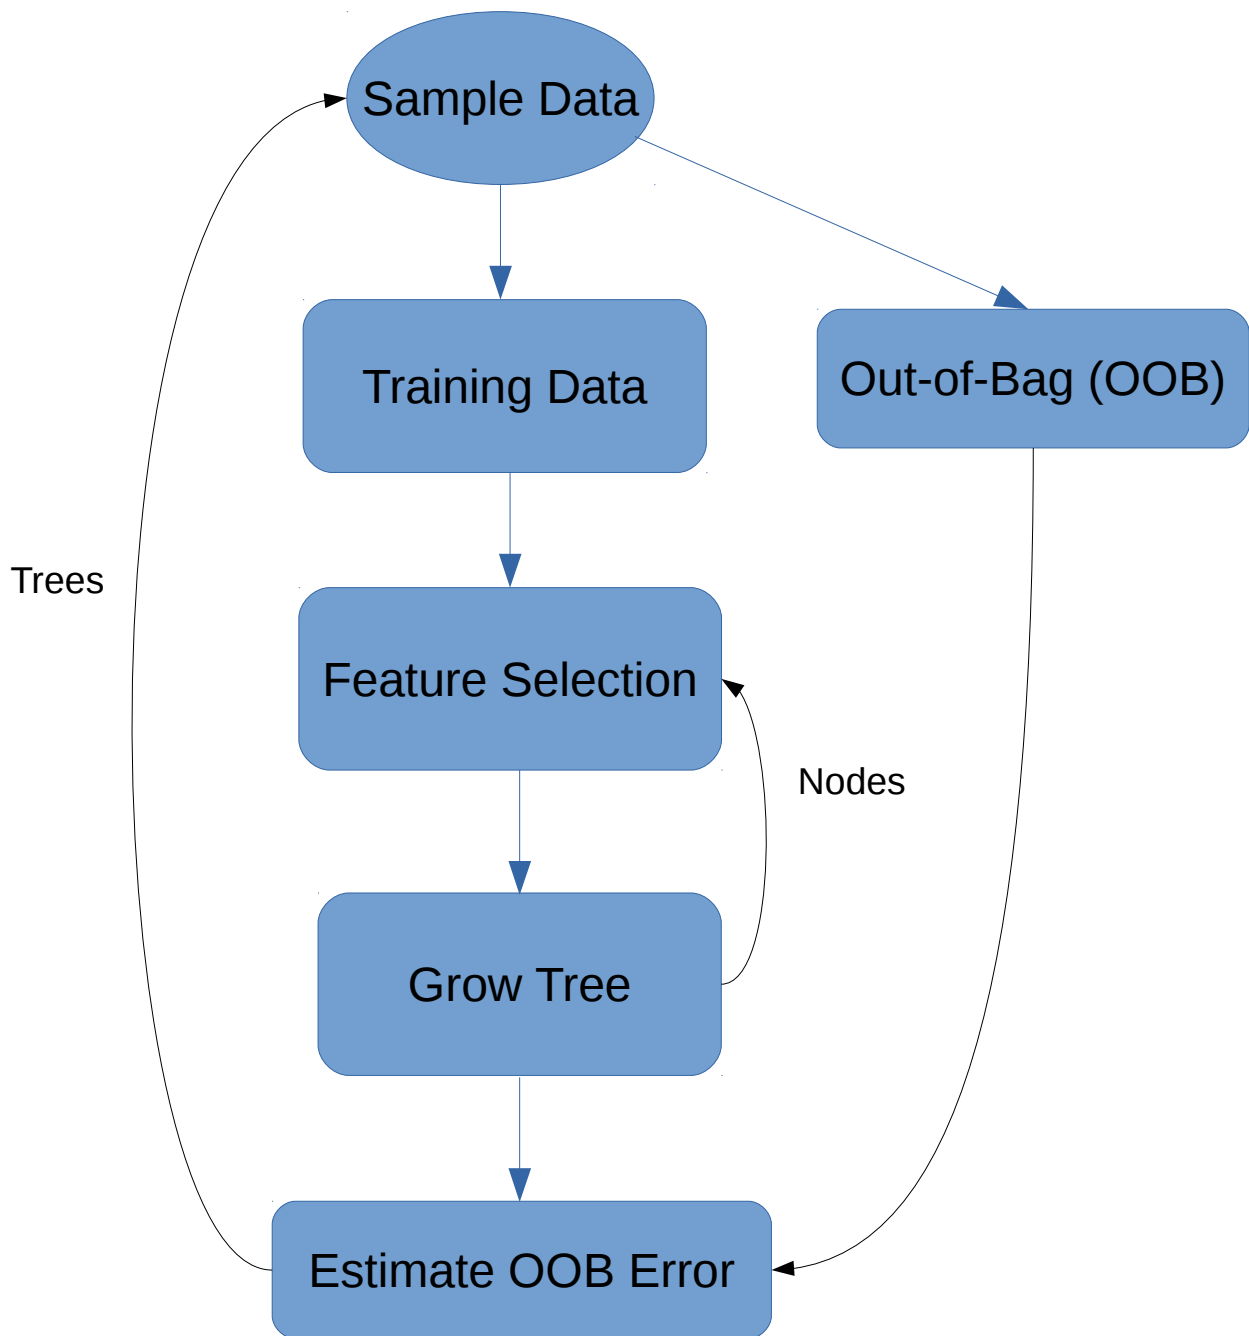 Sample Data
Training Data
Out-of-Bag (OOB)
Trees
Feature Selection
Nodes
Grow Tree
Estimate OOB Error